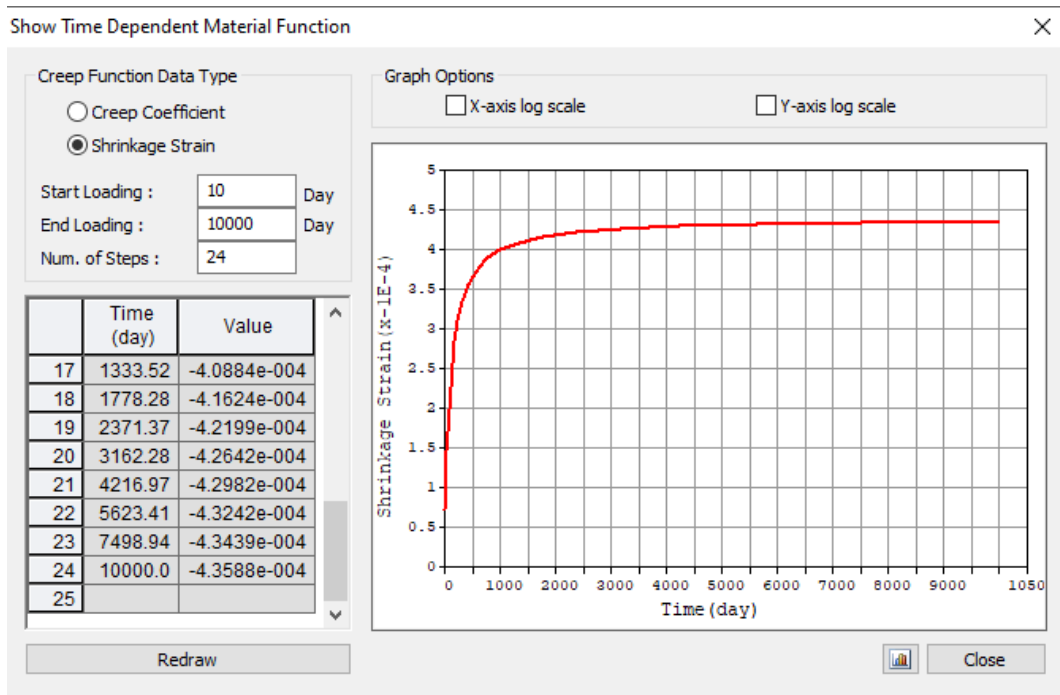 Show Time Dependent Material Function
Creep Function Data Type
Creep Coefficient
Shrinkage Strain
Start Loading : 10 Day
End Loading : 10000 Day
Num. of Steps : 24
Time (day) Value
17 1333.52 -4.0884e-004
18 1778.28 -4.1624e-004
19 2371.37 -4.2199e-004
20 3162.28 -4.2642e-004
21 4216.97 -4.2982e-004
22 5623.41 -4.3242e-004
23 7498.94 -4.3439e-004
24 10000.0 -4.3588e-004
25
Redraw
Graph Options
X-axis log scale Y-axis log scale
Shrinkage Strain(x-1E-4)
5
4.5
4
3.5
3
2.5
2
1.5
1
0.5
0
0 1000 2000 3000 4000 5000 6000 7000 8000 9000 1050
Time(day)
Close